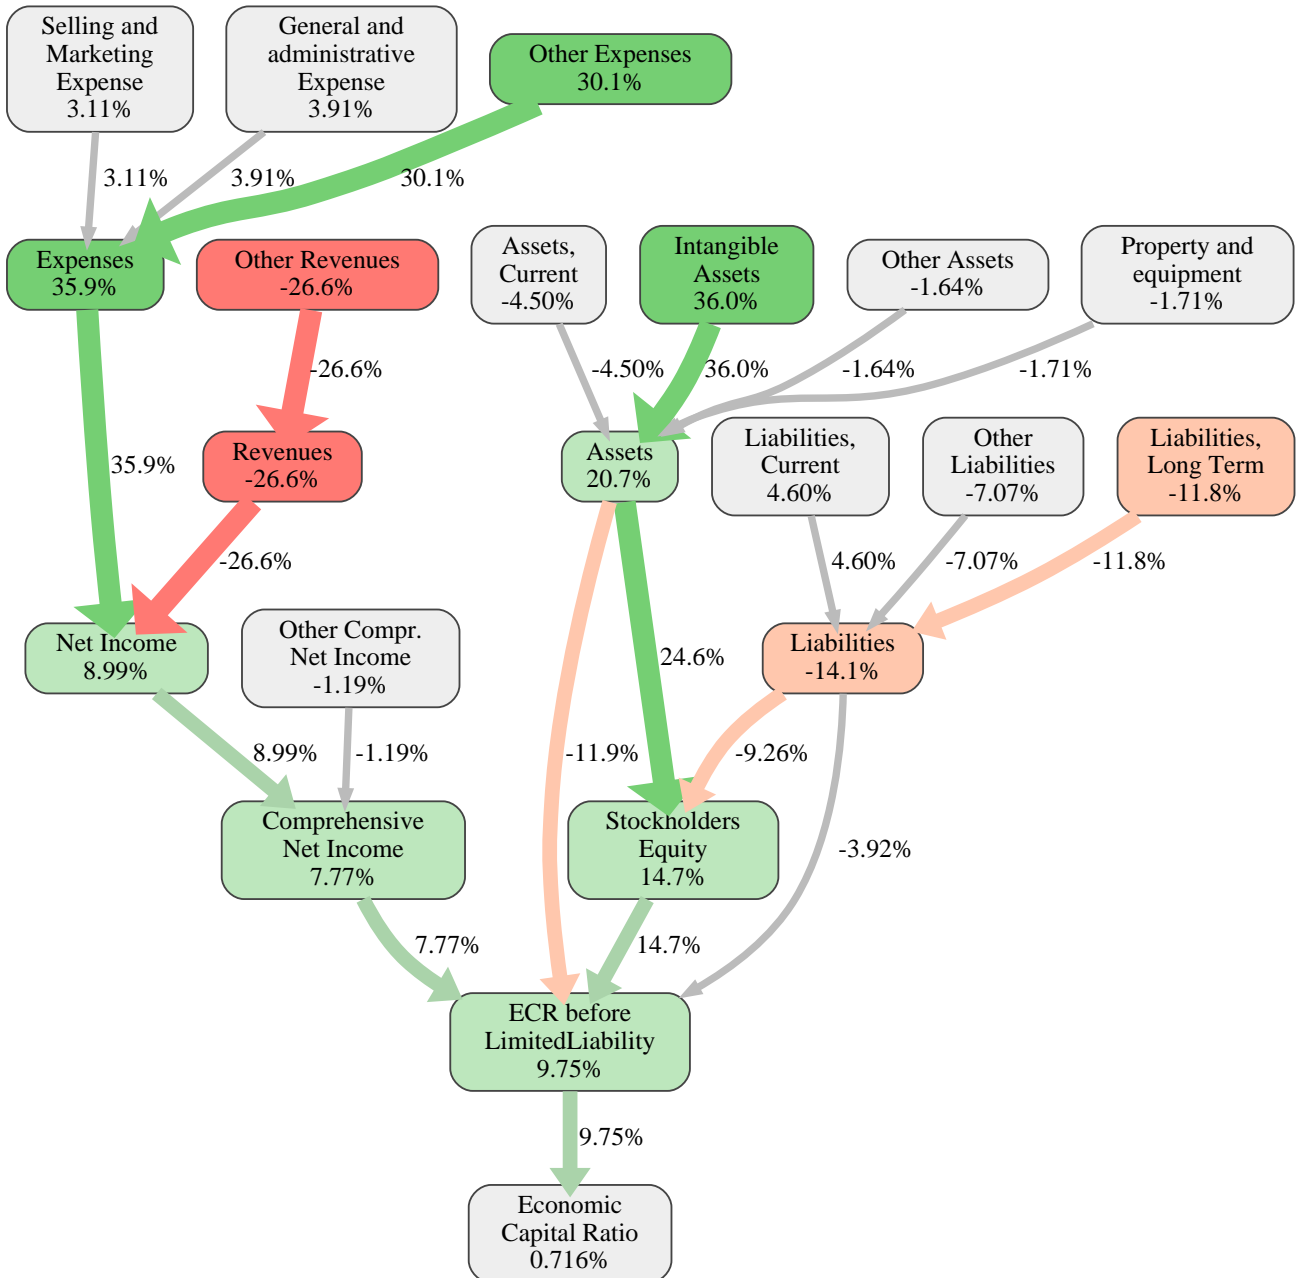 Selling and
Marketing
Expense
3.11%
General and
administrative
Expense
3.91%
Other Expenses
30.1%
3.11%
3.91%
30.1%
Expenses
35.9%
Other Revenues
-26.6%
Assets,
Current
-4.50%
Intangible
Assets
36.0%
Other Assets
-1.64%
Property and
equipment
-1.71%
-26.6%
-4.50%
36.0%
-1.64%
-1.71%
35.9%
Revenues
-26.6%
Assets
20.7%
Liabilities,
Current
4.60%
Other
Liabilities
-7.07%
Liabilities,
Long Term
-11.8%
-26.6%
4.60%
-7.07%
-11.8%
Net Income
8.99%
Other Compr.
Net Income
-1.19%
24.6%
Liabilities
-14.1%
8.99%
-1.19%
-11.9%
-9.26%
Comprehensive
Net Income
7.77%
Stockholders
Equity
14.7%
-3.92%
7.77%
14.7%
ECR before
LimitedLiability
9.75%
9.75%
Economic
Capital Ratio
0.716%